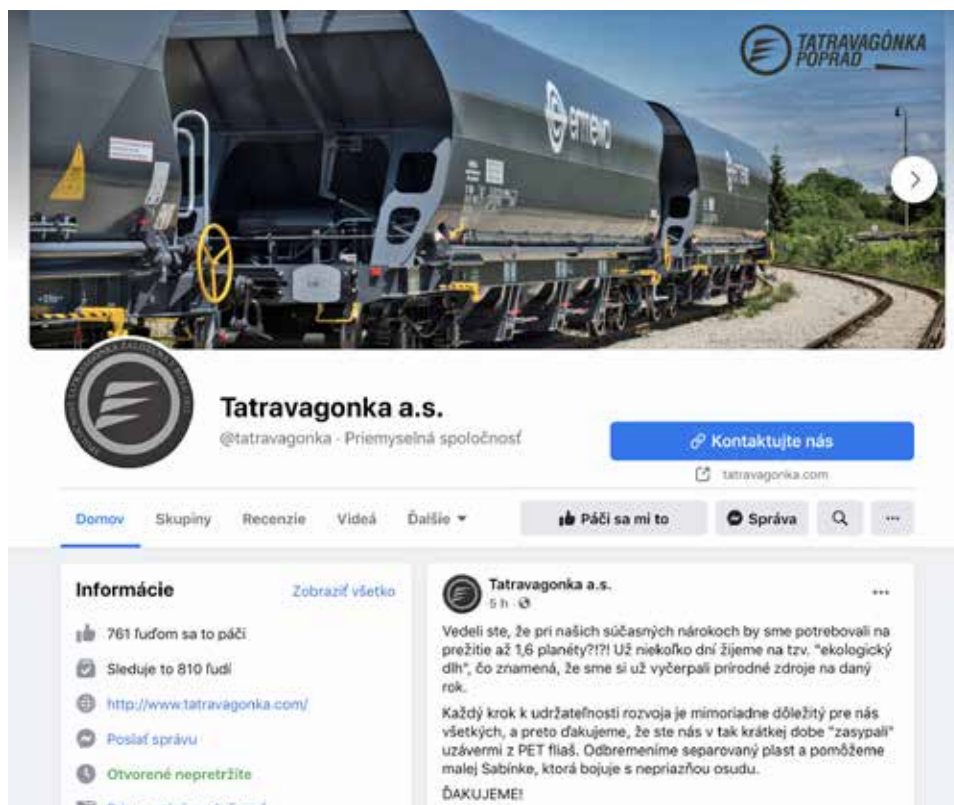 TATRAVAGÓNKA
POPRAD
ermewa
Tatravagonka a.s.
@tatravagonka · Priemyselná spoločnosť
Kontaktujte nás
tatravagonka.com
Domov Skupiny Recenzie Videá Ďalšie
Páči sa mi to Správa
Informácie Zobraziť všetko
761 ľuďom sa to páči
Sleduje to 810 ľudí
http://www.tatravagonka.com/
Poslať správu
Otvorené nepretržite
Tatravagonka a.s.
5 h
Vedeli ste, že pri našich súčasných nárokoch by sme potrebovali na
prežitie až 1,6 planéty?!?! Už niekoľko dní žijeme na tzv. "ekologický
dlh", čo znamená, že sme si už vyčerpali prírodné zdroje na daný
rok.
Každý krok k udržateľnosti rozvoja je mimoriadne dôležitý pre nás
všetkých, a preto ďakujeme, že ste nás v tak krátkej dobe "zasypali"
uzávermi z PET fliaš. Odbremeníme separovaný plast a pomôžeme
malej Sabínke, ktorá bojuje s nepriazňou osudu.
ĎAKUJEME!